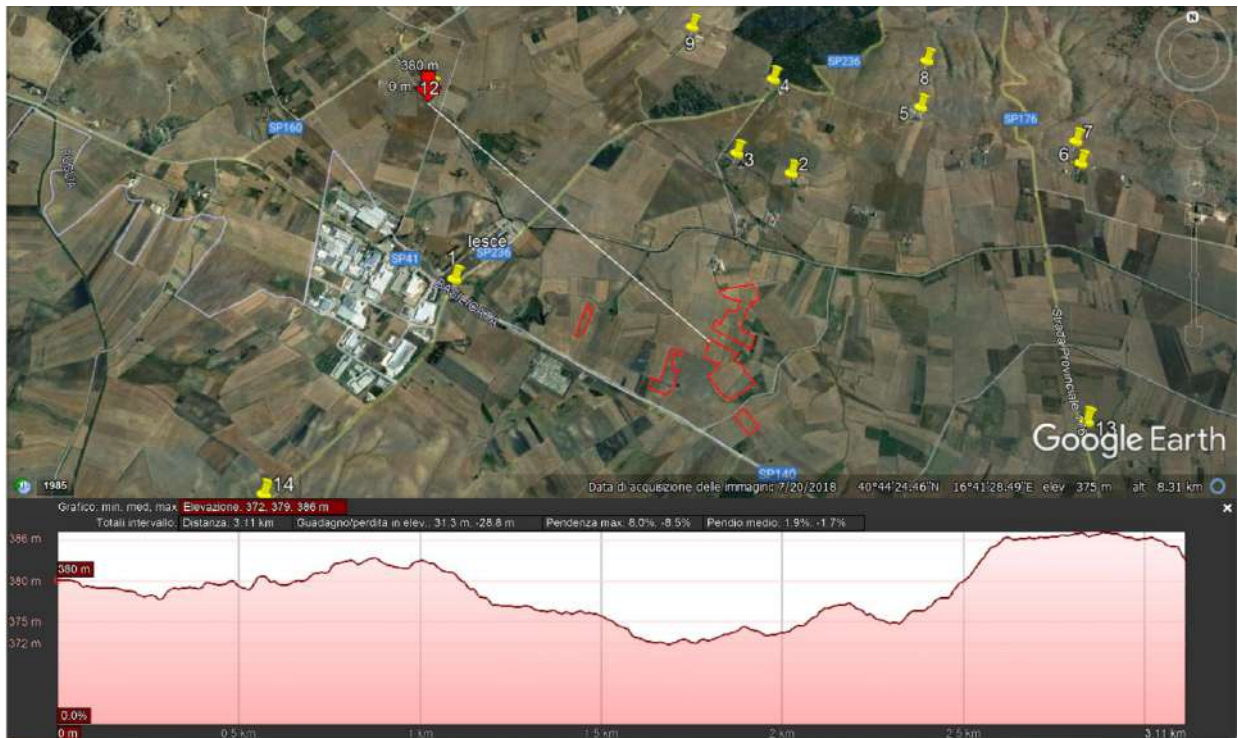 N
9
SP236
8
380 m
4
0 m
12
5
SP176
SP160
7
3
6
2
Iesce
SP236
SP41
1
BASILICATA
PUGLIA
Strada Provinciale
13
Google Earth
SP140
14
1985
Data di acquisizione delle immagini: 7/20/2018 40°44'24.46"N 16°41'28.49"E elev 375 m alt 8.31 km
Grafico: min, med, max Elevazione: 372, 379, 386 m
Totali intervallo: Distanza: 3.11 km Guadagno/perdita in elev.: 31.3 m, -28.8 m Pendenza max: 8.0%, -8.5% Pendio medio: 1.9%, -1.7%
386 m
380 m
380 m
375 m
372 m
0.0%
0 m 0.5 km 1 km 1.5 km 2 km 2.5 km 3.11 km